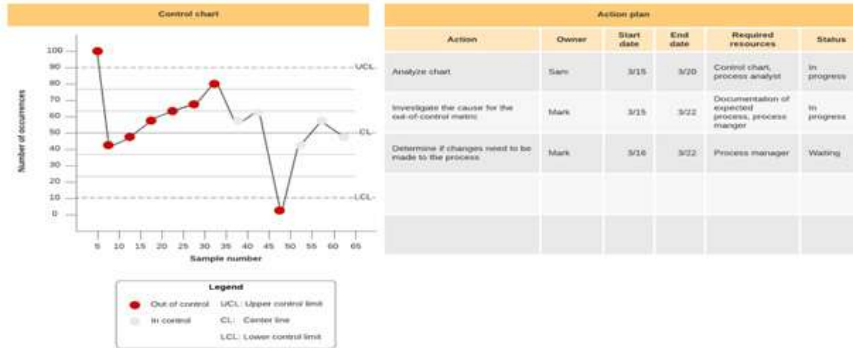 Control chart
Number of occurrences
100
90
80
70
60
50
40
30
20
10
0
UCL
CL
LCL
5 10 15 20 25 30 35 40 45 50 55 60 65
Sample number
Legend
Out of control UCL: Upper control limit
In control CL: Center line
LCL: Lower control limit
Action plan
Action Owner Start date End date Required resources Status
Analyze chart Sam 3/15 3/20 Control chart, process analyst In progress
Investigate the cause for the out-of-control metric Mark 3/15 3/22 Documentation of expected process, process manger In progress
Determine if changes need to be made to the process Mark 3/16 3/22 Process manager Waiting